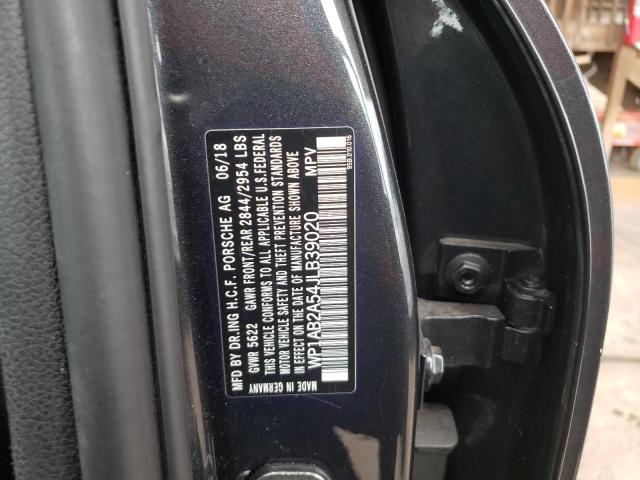 MFD BY DR.ING H.C.F. PORSCHE AG 06/18
GVWR 5622 GAWR FRONT/REAR 2844/2954 LBS
THIS VEHICLE CONFORMS TO ALL APPLICABLE U.S.FEDERAL
MOTOR VEHICLE SAFETY AND THEFT PREVENTION STANDARDS
IN EFFECT ON THE DATE OF MANUFACTURE SHOWN ABOVE
WP1AB2A54JLB39020 MPV
MADE IN GERMANY